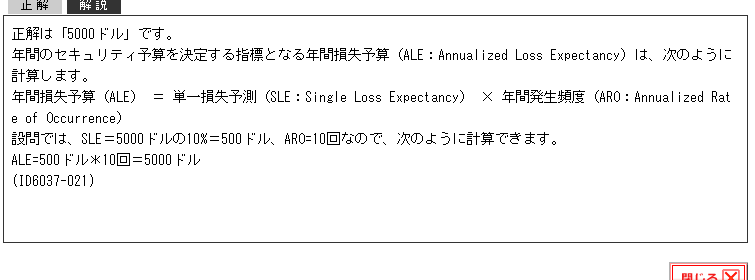 正解 解説
正解は「5000ドル」です。
年間のセキュリティ予算を決定する指標となる年間損失予算（ALE：Annualized Loss Expectancy）は、次のように
計算します。
年間損失予算（ALE） ＝ 単一損失予測（SLE：Single Loss Expectancy） × 年間発生頻度（ARO：Annualized Rat
e of Occurrence）
設問では、SLE＝5000ドルの10%＝500ドル、ARO=10回なので、次のように計算できます。
ALE=500ドル＊10回＝5000ドル
(ID6037-021)
閉じる